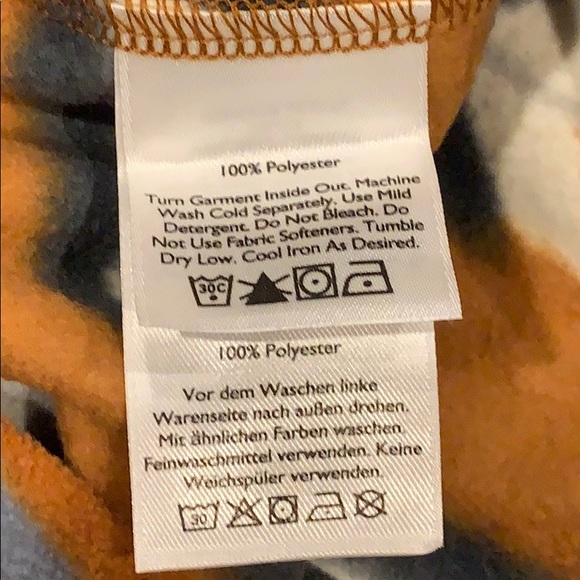 100% Polyester
Turn Garment Inside Out. Machine
Wash Cold Separately. Use Mild
Detergent. Do Not Bleach. Do
Not Use Fabric Softeners. Tumble
Dry Low. Cool Iron As Desired.
30C
100% Polyester
Vor dem Waschen linke
Warenseite nach außen drehen.
Mit ähnlichen Farben waschen.
Feinwaschmittel verwenden. Keine
Weichspüler verwenden.
30